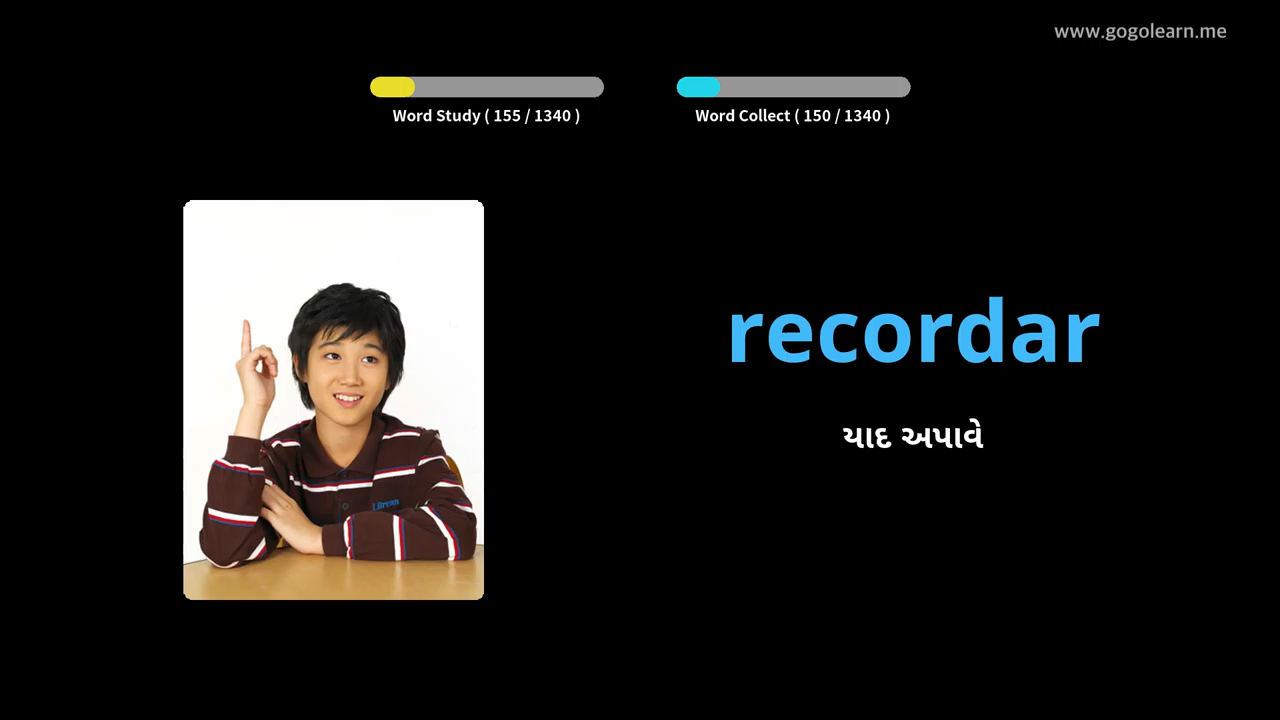 www.gogolearn.me
Word Study ( 155 / 1340 )
Word Collect ( 150 / 1340 )
recordar
યાદ અપાવે